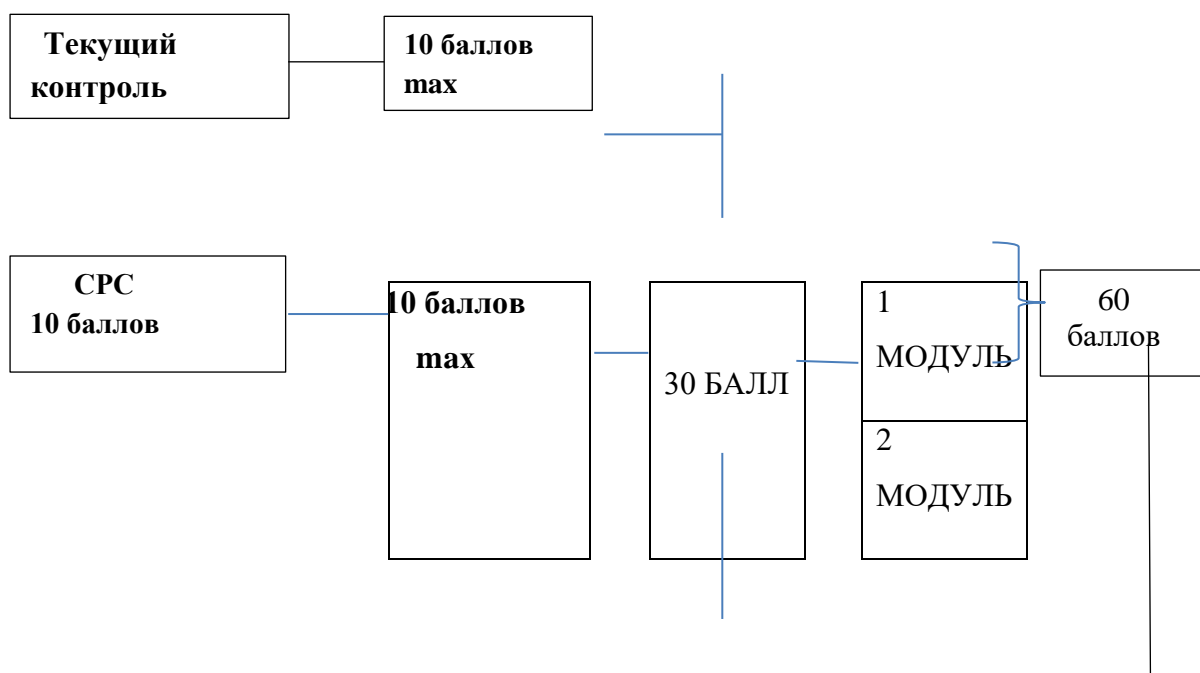 Текущий
контроль
10 баллов
max
СРС
10 баллов
10 баллов
max
30 БАЛЛ
1
МОДУЛЬ
2
МОДУЛЬ
60
баллов